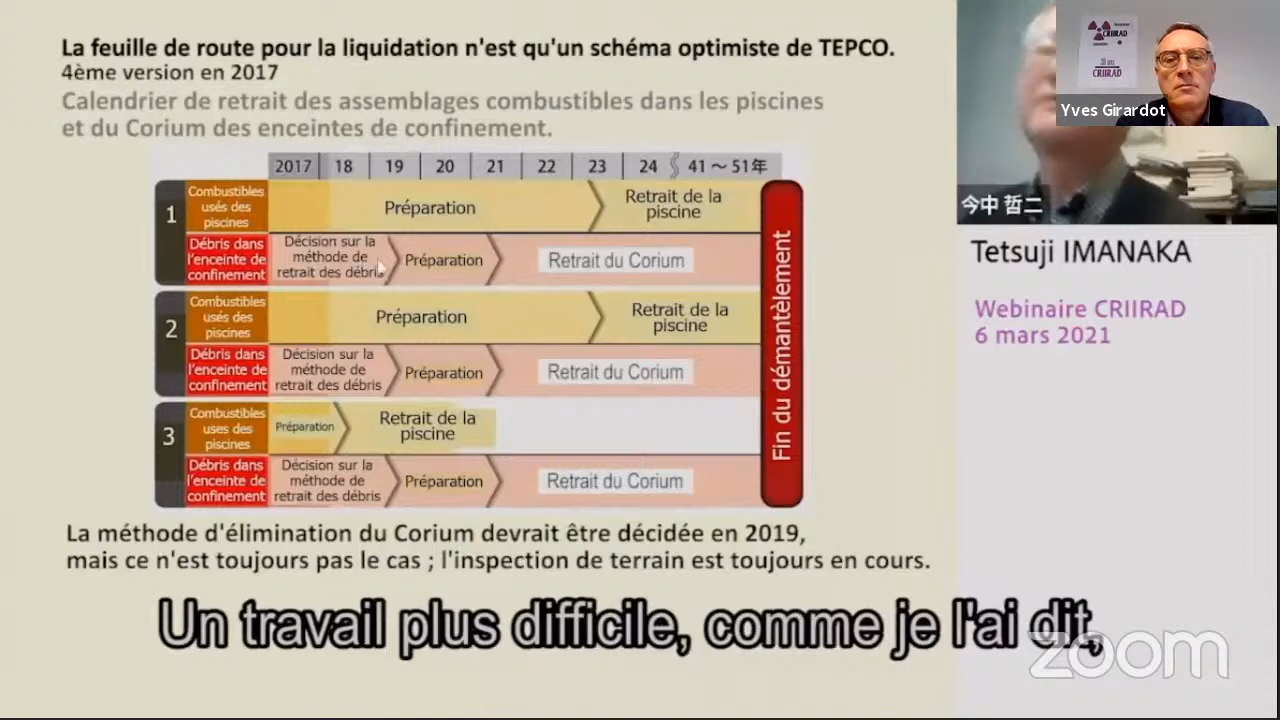 La feuille de route pour la liquidation n'est qu'un schéma optimiste de TEPCO.
4ème version en 2017
Calendrier de retrait des assemblages combustibles dans les piscines
et du Corium des enceintes de confinement.
2017 18 19 20 21 22 23 24 41～51年
1
Combustibles
usés des
piscines
Préparation
Retrait de la
piscine
Débris dans
l'enceinte de
confinement
Décision sur la
méthode de
retrait des débris
Préparation
Retrait du Corium
2
Combustibles
usés des
piscines
Préparation
Retrait de la
piscine
Débris dans
l'enceinte de
confinement
Décision sur la
méthode de
retrait des débris
Préparation
Retrait du Corium
3
Combustibles
uses des
piscines
Préparation
Retrait de la
piscine
Débris dans
l'enceinte de
confinement
Décision sur la
méthode de
retrait des débris
Préparation
Retrait du Corium
Fin du démantèlement
La méthode d'élimination du Corium devrait être décidée en 2019,
mais ce n'est toujours pas le cas ; l'inspection de terrain est toujours en cours.
Un travail plus difficile, comme je l'ai dit,
CRIIRAD
CRIIRAD
Yves Girardot
今中 哲二
Tetsuji IMANAKA
Webinaire CRIIRAD
6 mars 2021
zoom